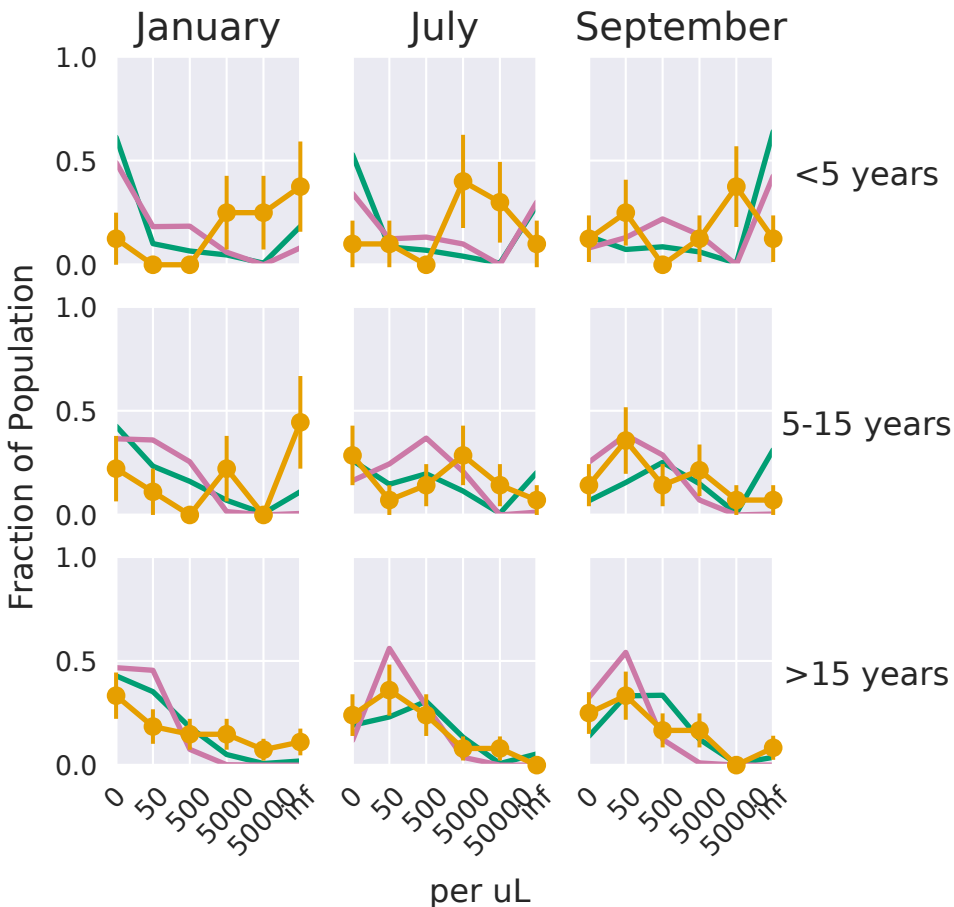 January July September
1.0
0.5
0.0
<5 years
1.0
0.5
0.0
5-15 years
1.0
0.5
0.0
>15 years
Fraction of Population
0 50 500 5000 50000 inf
0 50 500 5000 50000 inf
0 50 500 5000 50000 inf
per uL